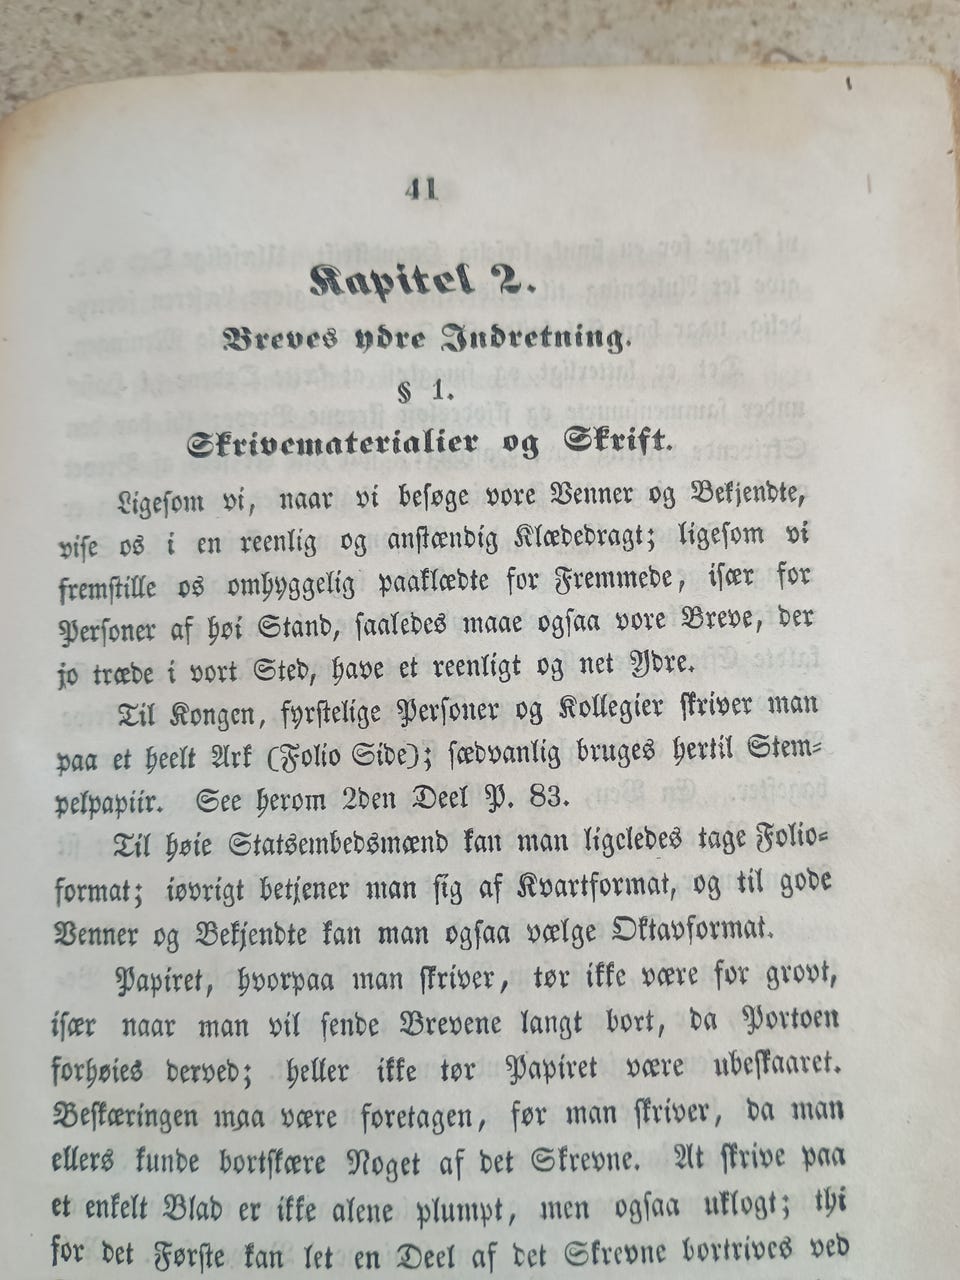 41
Kapitel 2.
Breves ydre Indretning.
§ 1.
Skrivematerialier og Skrift.
Ligesom vi, naar vi besøge vore Venner og Bekjendte,
vise os i en reenlig og anstændig Klædedragt; ligesom vi
fremstille os omhyggelig paaklædte for Fremmede, især for
Personer af høi Stand, saaledes maae ogsaa vore Breve, der
jo træde i vort Sted, have et reenligt og net Ydre.
Til Kongen, fyrstelige Personer og Kollegier skriver man
paa et heelt Ark (Folio Side); sædvanlig bruges hertil Stem-
pelpapiir. See herom 2den Deel P. 83.
Til høie Statsembedsmænd kan man ligeledes tage Folio-
format; iøvrigt betjener man sig af Kvartformat, og til gode
Venner og Bekjendte kan man ogsaa vælge Oktavformat.
Papiret, hvorpaa man skriver, tør ikke være for grovt,
især naar man vil sende Brevene langt bort, da Portoen
forhøies derved; heller ikke tør Papiret være ubeskaaret.
Beskæringen maa være foretagen, før man skriver, da man
ellers kunde bortskære Noget af det Skrevne. At skrive paa
et enkelt Blad er ikke alene plumpt, men ogsaa uklogt; thi
for det Første kan let en Deel af det Skrevne bortrives ved